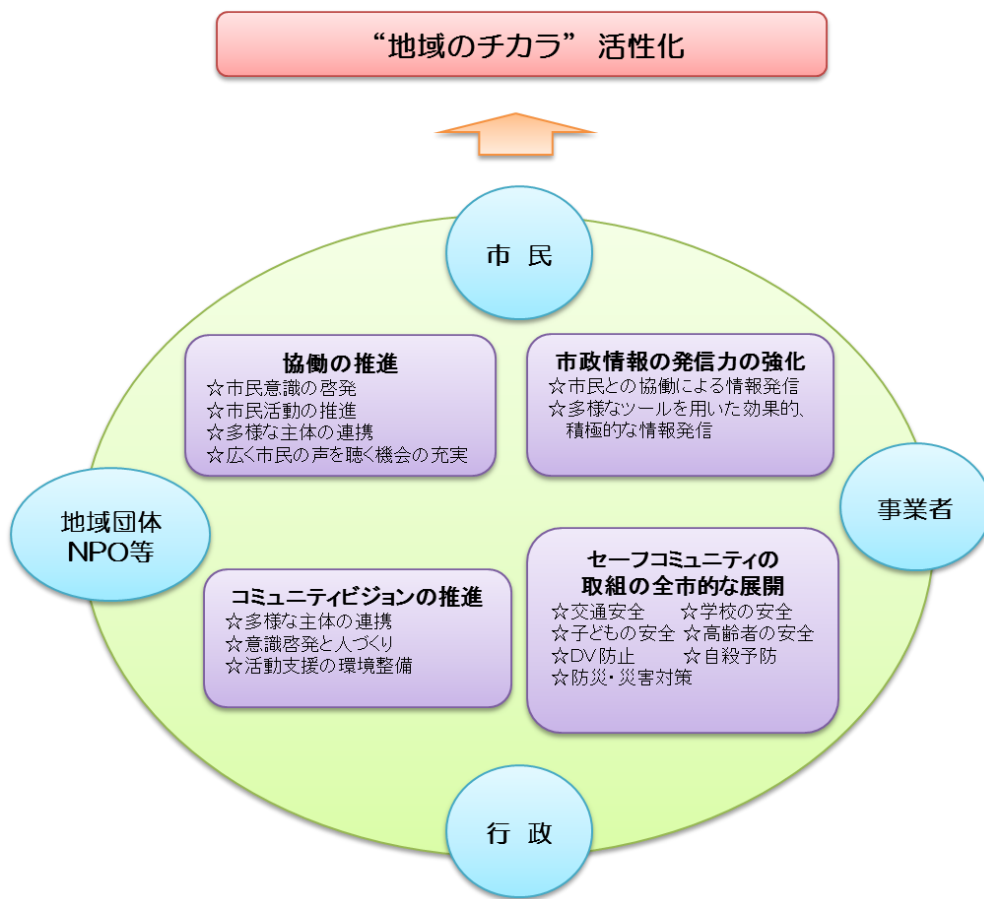 “地域のチカラ” 活性化
市 民
協働の推進
☆市民意識の啓発
☆市民活動の推進
☆多様な主体の連携
☆広く市民の声を聴く機会の充実
市政情報の発信力の強化
☆市民との協働による情報発信
☆多様なツールを用いた効果的、
積極的な情報発信
地域団体
NPO等
事業者
コミュニティビジョンの推進
☆多様な主体の連携
☆意識啓発と人づくり
☆活動支援の環境整備
セーフコミュニティの
取組の全市的な展開
☆交通安全 ☆学校の安全
☆子どもの安全 ☆高齢者の安全
☆DV防止 ☆自殺予防
☆防災・災害対策
行 政